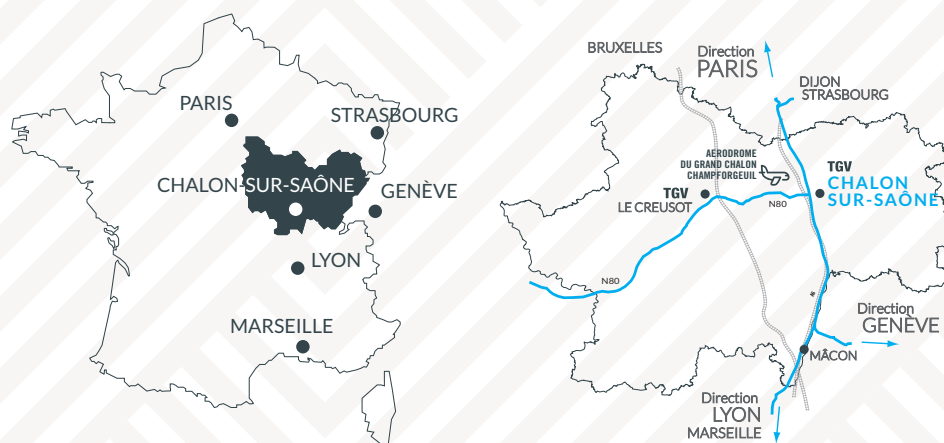 PARIS
STRASBOURG
CHALON-SUR-SAÔNE
GENÈVE
LYON
MARSEILLE
BRUXELLES
Direction
PARIS
DIJON
STRASBOURG
AERODROME
DU GRAND CHALON
CHAMPFORGEUIL
TGV
LE CREUSOT
N80
TGV
CHALON
SUR-SAÔNE
N80
Direction
GENÈVE
MÂCON
Direction
LYON
MARSEILLE